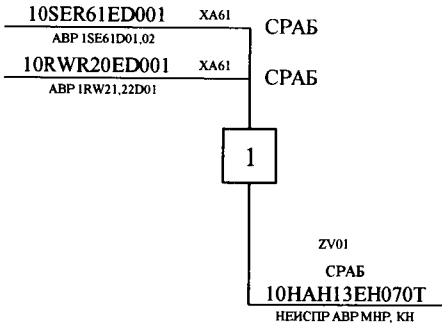 10SER61ED001 XA61 СРАБ
АВР 1SE61D01,02
10RWR20ED001 XA61 СРАБ
АВР 1RW21,22D01
1
ZV01
СРАБ
10HAH13EH070T
НЕИСПР АВР МНР, КН